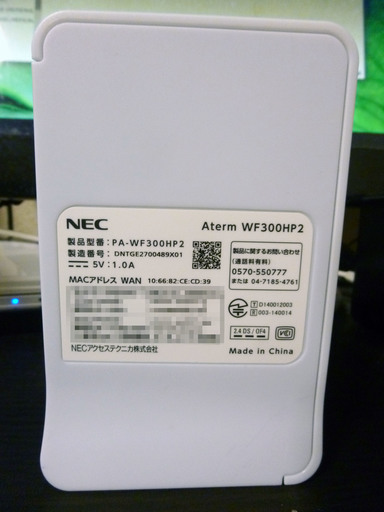 NEC
Aterm WF300HP2
製品型番 PA-WF300HP2
製造番号 DNTGE2700489X01
5V 1.0A
MACアドレス WAN 10:66:82:CE:CD:39
製品に関するお問い合わせ
(通話料有料)
0570-550777
または 04-7185-4761
T D140012003
003-140014
2.4 DS / OF4
VCCI
NECアクセステクニカ株式会社
Made in China